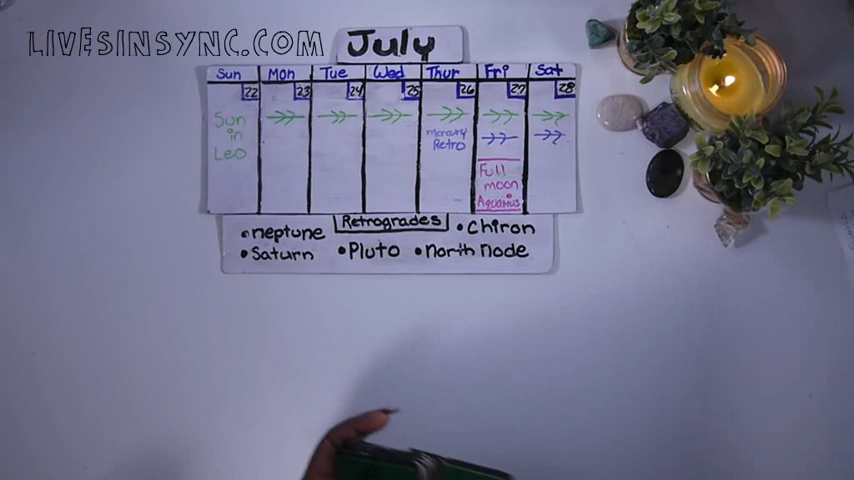 LIVESINSYNC.COM
July
Sun Mon Tue Wed Thur Fri Sat
22 23 24 25 26 27 28
Sun
in
Leo
mercury
Retro
Full
moon
Aquarius
Retrogrades
•neptune •Chiron
•Saturn •Pluto •North Node